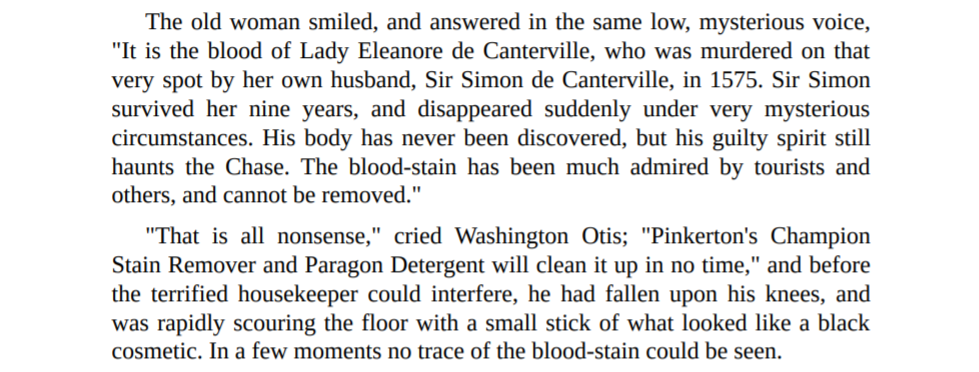 The old woman smiled, and answered in the same low, mysterious voice,
"It is the blood of Lady Eleanore de Canterville, who was murdered on that
very spot by her own husband, Sir Simon de Canterville, in 1575. Sir Simon
survived her nine years, and disappeared suddenly under very mysterious
circumstances. His body has never been discovered, but his guilty spirit still
haunts the Chase. The blood-stain has been much admired by tourists and
others, and cannot be removed."
"That is all nonsense," cried Washington Otis; "Pinkerton's Champion
Stain Remover and Paragon Detergent will clean it up in no time," and before
the terrified housekeeper could interfere, he had fallen upon his knees, and
was rapidly scouring the floor with a small stick of what looked like a black
cosmetic. In a few moments no trace of the blood-stain could be seen.